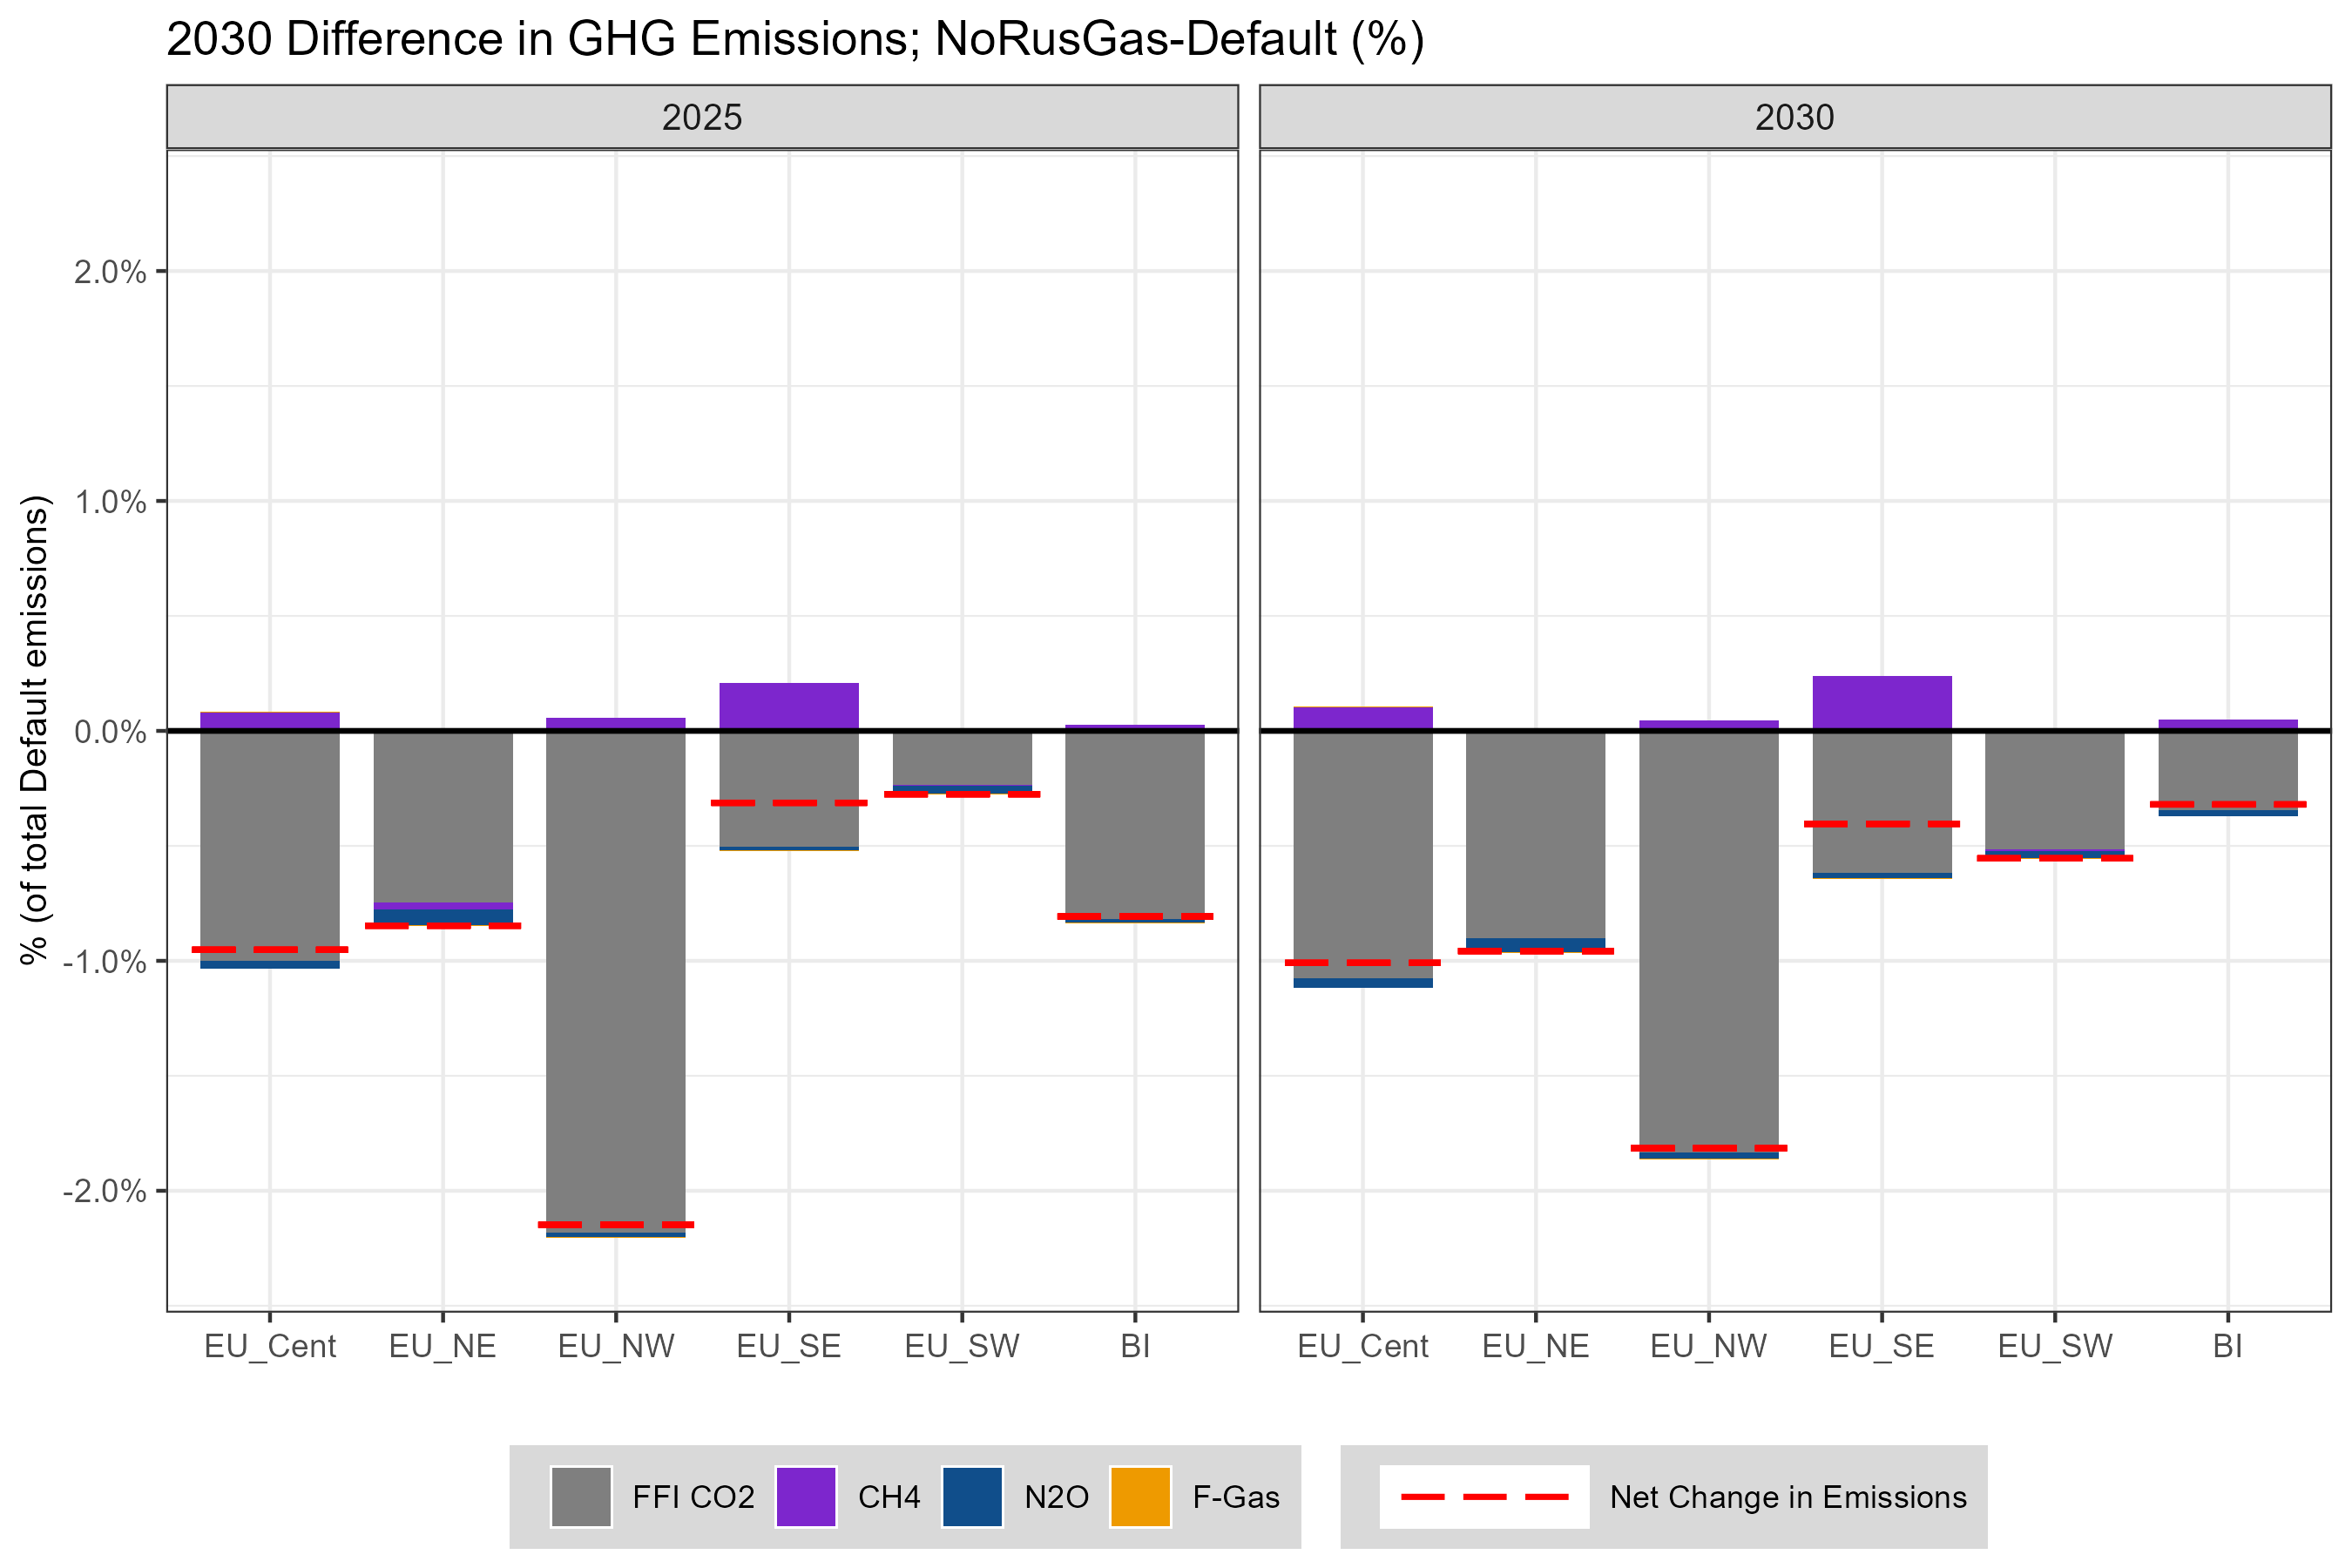 2030 Difference in GHG Emissions; NoRusGas-Default (%)
2025
2030
% (of total Default emissions)
2.0%
1.0%
0.0%
-1.0%
-2.0%
EU_Cent EU_NE EU_NW EU_SE EU_SW BI
EU_Cent EU_NE EU_NW EU_SE EU_SW BI
FFI CO2 CH4 N2O F-Gas
Net Change in Emissions